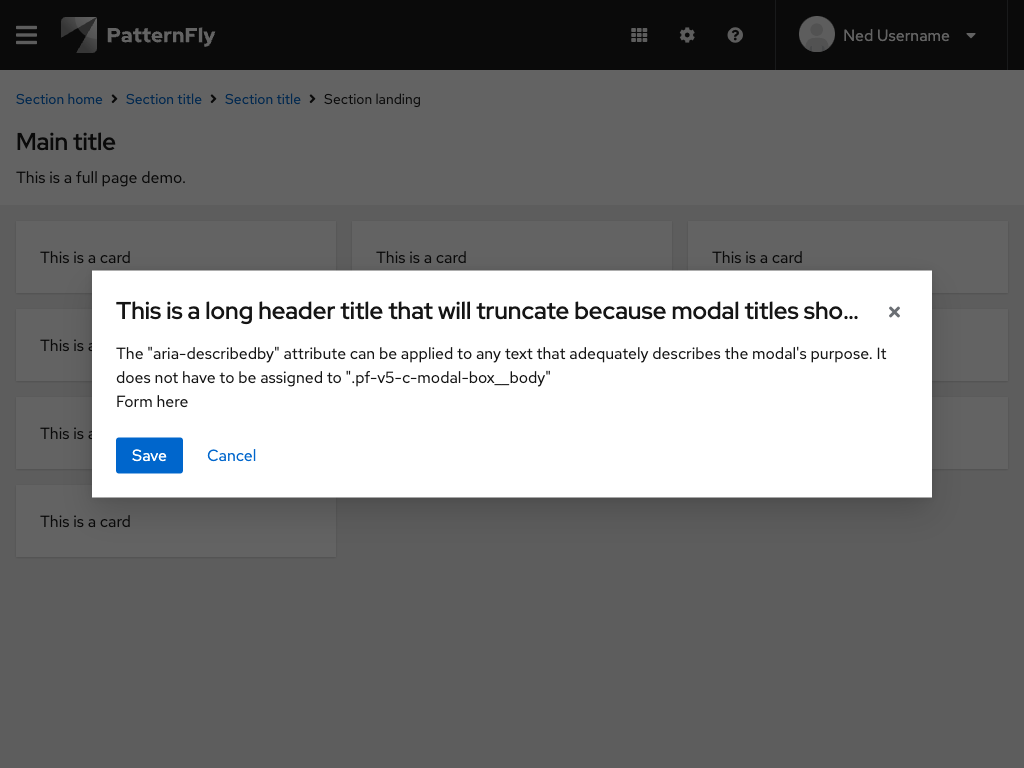 PatternFly
Ned Username
Section home Section title Section title Section landing
Main title
This is a full page demo.
This is a card This is a card This is a card
This is a long header title that will truncate because modal titles sho...
The "aria-describedby" attribute can be applied to any text that adequately describes the modal's purpose. It
does not have to be assigned to ".pf-v5-c-modal-box__body"
Form here
Save Cancel
This is a
This is a
This is a card